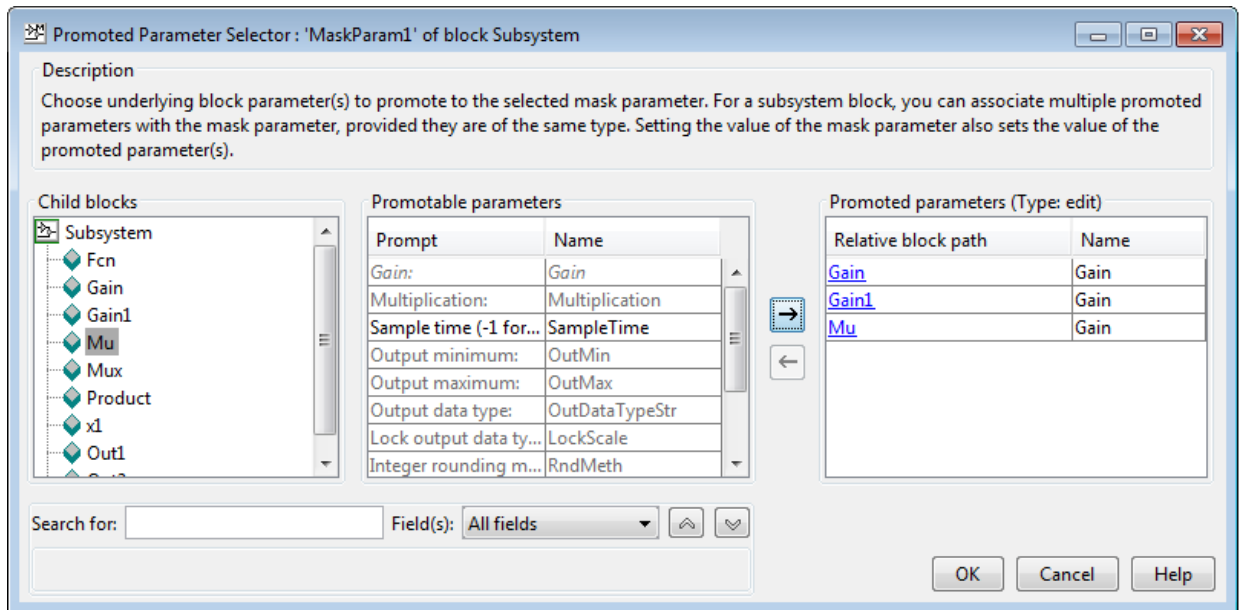 Promoted Parameter Selector : 'MaskParam1' of block Subsystem
Description
Choose underlying block parameter(s) to promote to the selected mask parameter. For a subsystem block, you can associate multiple promoted
parameters with the mask parameter, provided they are of the same type. Setting the value of the mask parameter also sets the value of the
promoted parameter(s).
Child blocks
Subsystem
Fcn
Gain
Gain1
Mu
Mux
Product
x1
Out1
Promotable parameters
Prompt Name
Gain: Gain
Multiplication: Multiplication
Sample time (-1 for... SampleTime
Output minimum: OutMin
Output maximum: OutMax
Output data type: OutDataTypeStr
Lock output data ty... LockScale
Integer rounding m... RndMeth
Promoted parameters (Type: edit)
Relative block path Name
Gain Gain
Gain1 Gain
Mu Gain
Search for: Field(s): All fields
OK Cancel Help